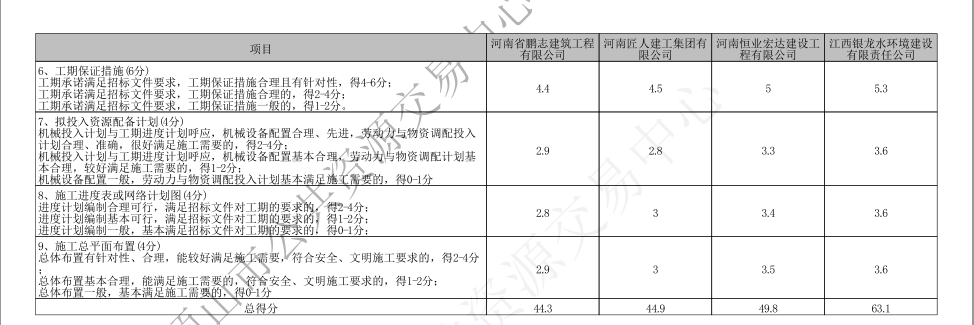 项目
河南省鹏志建筑工程
有限公司
河南匠人建工集团有
限公司
河南恒业宏达建设工
程有限公司
江西银龙水环境建设
有限责任公司
6、工期保证措施(6分)
工期承诺满足招标文件要求，工期保证措施合理且有针对性，得4-6分；
工期承诺满足招标文件要求，工期保证措施合理的，得2-4分；
工期承诺满足招标文件要求，工期保证措施一般的，得1-2分。
4.4
4.5
5
5.3
7、拟投入资源配备计划(4分)
机械投入计划与工期进度计划呼应，机械设备配置合理、先进，劳动力与物资调配投入
计划合理、准确，很好满足施工需要的，得2-4分；
机械投入计划与工期进度计划呼应，机械设备配置基本合理，劳动力与物资调配计划基
本合理，较好满足施工需要的，得1-2分；
机械设备配置一般，劳动力与物资调配投入计划基本满足施工需要的，得0-1分
2.9
2.8
3.3
3.6
8、施工进度表或网络计划图(4分)
进度计划编制合理可行，满足招标文件对工期的要求的，得2-4分；
进度计划编制基本可行，满足招标文件对工期的要求的，得1-2分；
进度计划编制一般，基本满足招标文件对工期的要求的，得0-1分；
2.8
3
3.4
3.6
9、施工总平面布置(4分)
总体布置有针对性、合理，能较好满足施工需要，符合安全、文明施工要求的，得2-4分
；
总体布置基本合理，能满足施工需要的，符合安全、文明施工要求的，得1-2分；
总体布置一般，基本满足施工需要的，得0-1分
2.9
3
3.5
3.6
总得分
44.3
44.9
49.8
63.1
山市公共资源交易中心
资源交易中心